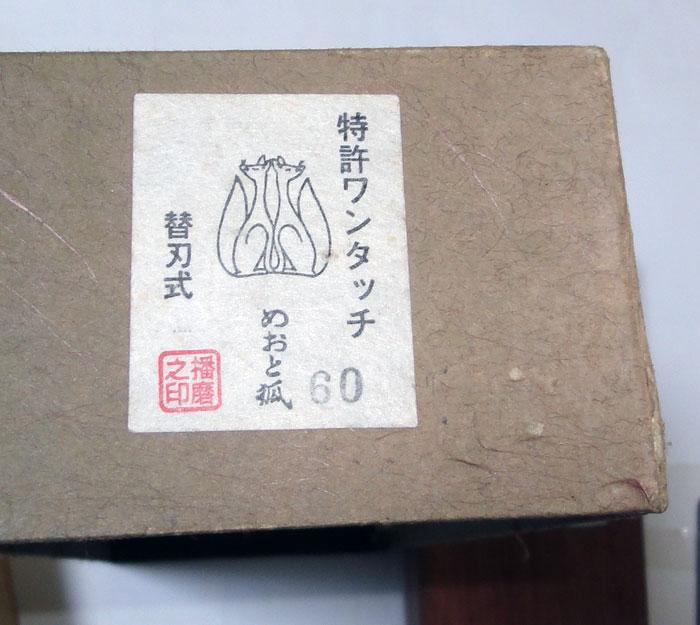 特許ワンタッチ
めおと狐
60
替刃式
播磨
之印